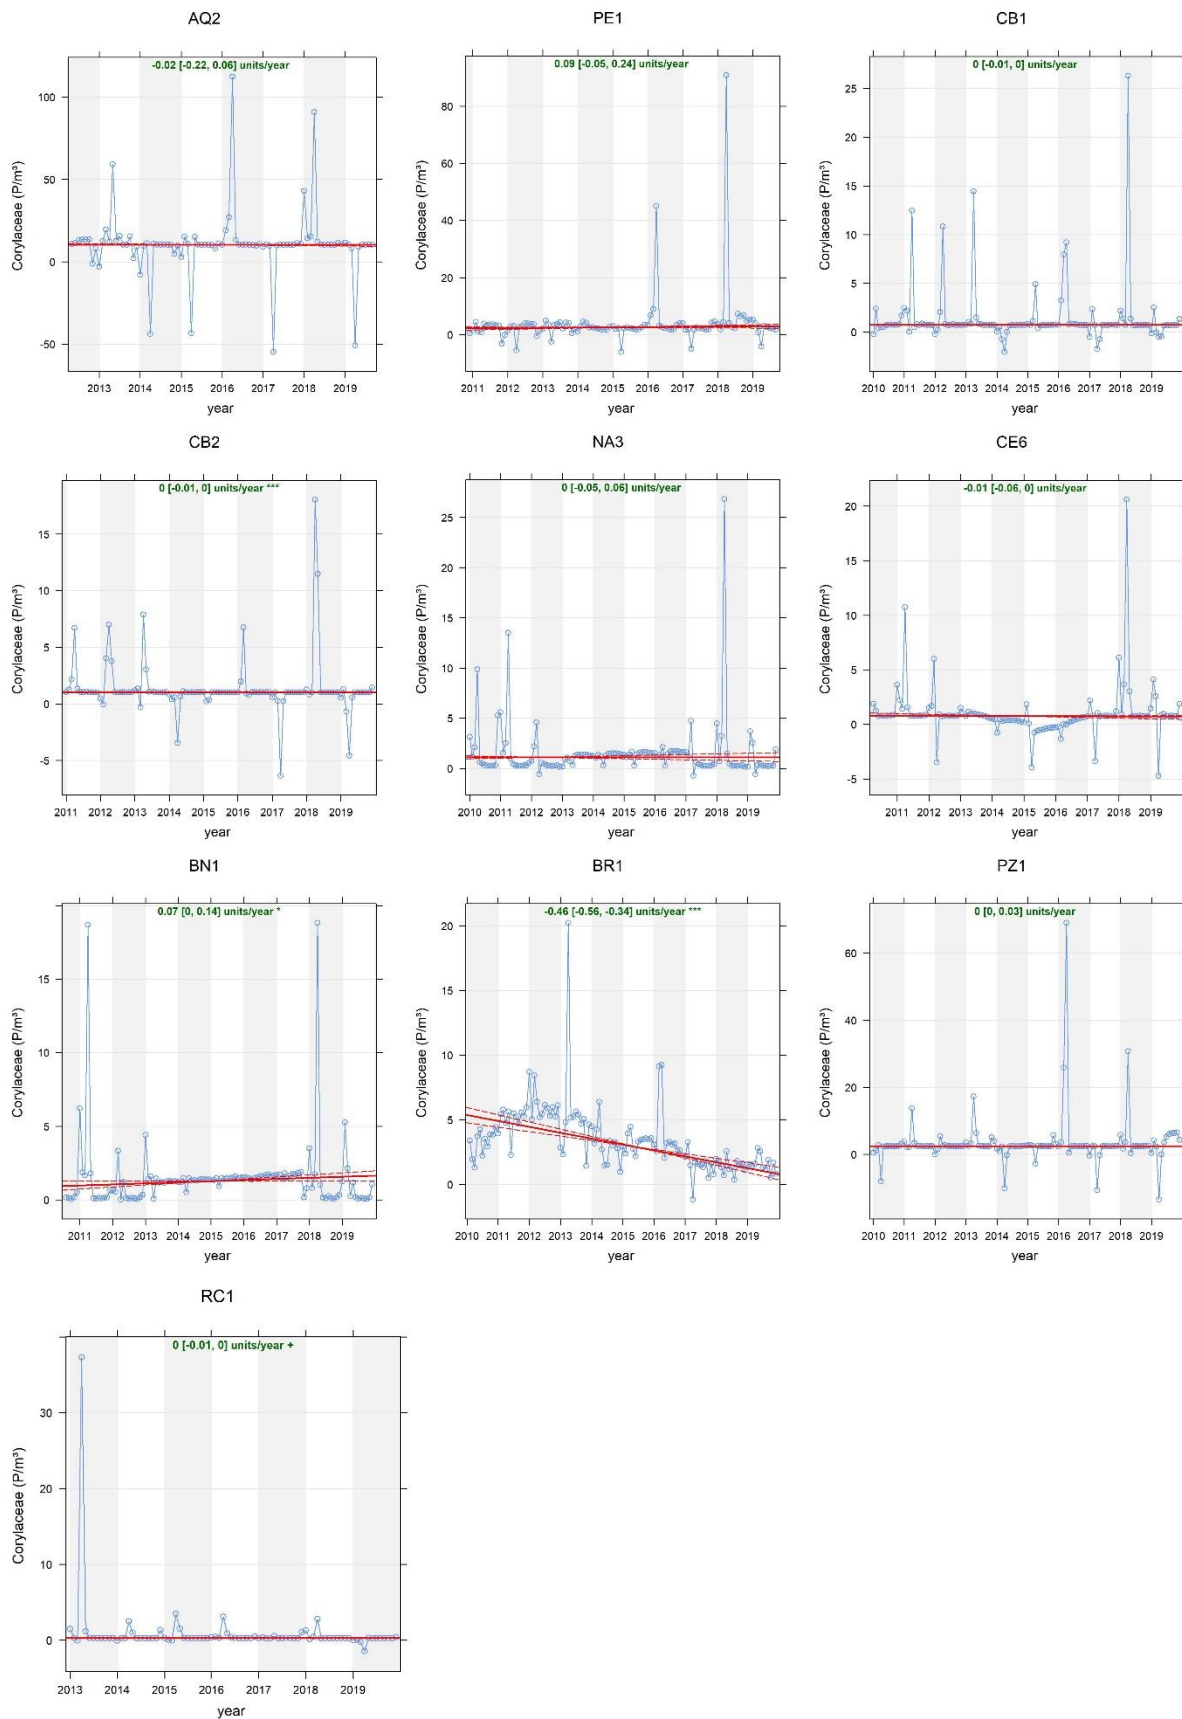 AQ2
-0.02 [-0.22, 0.06] units/year
Corylaceae (P/m³)
100
50
0
-50
2013 2014 2015 2016 2017 2018 2019
year
PE1
0.09 [-0.05, 0.24] units/year
Corylaceae (P/m³)
80
60
40
20
0
2011 2012 2013 2014 2015 2016 2017 2018 2019
year
CB1
0 [-0.01, 0] units/year
Corylaceae (P/m³)
25
20
15
10
5
0
2010 2011 2012 2013 2014 2015 2016 2017 2018 2019
year
CB2
0 [-0.01, 0] units/year ***
Corylaceae (P/m³)
15
10
5
0
-5
2011 2012 2013 2014 2015 2016 2017 2018 2019
year
NA3
0 [-0.05, 0.06] units/year
Corylaceae (P/m³)
25
20
15
10
5
0
2010 2011 2012 2013 2014 2015 2016 2017 2018 2019
year
CE6
-0.01 [-0.06, 0] units/year
Corylaceae (P/m³)
20
15
10
5
0
-5
2011 2012 2013 2014 2015 2016 2017 2018 2019
year
BN1
0.07 [0, 0.14] units/year *
Corylaceae (P/m³)
15
10
5
0
2011 2012 2013 2014 2015 2016 2017 2018 2019
year
BR1
-0.46 [-0.56, -0.34] units/year ***
Corylaceae (P/m³)
20
15
10
5
0
2010 2011 2012 2013 2014 2015 2016 2017 2018 2019
year
PZ1
0 [0, 0.03] units/year
Corylaceae (P/m³)
60
40
20
0
2010 2011 2012 2013 2014 2015 2016 2017 2018 2019
year
RC1
0 [-0.01, 0] units/year +
Corylaceae (P/m³)
30
20
10
0
2013 2014 2015 2016 2017 2018 2019
year